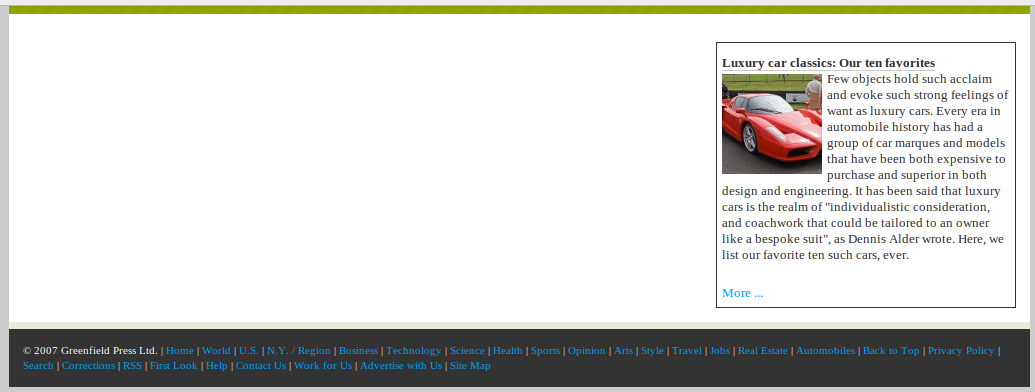 Luxury car classics: Our ten favorites
Few objects hold such acclaim
and evoke such strong feelings of
want as luxury cars. Every era in
automobile history has had a
group of car marques and models
that have been both expensive to
purchase and superior in both
design and engineering. It has been said that luxury
cars is the realm of "individualistic consideration,
and coachwork that could be tailored to an owner
like a bespoke suit", as Dennis Alder wrote. Here, we
list our favorite ten such cars, ever.
More ...
© 2007 Greenfield Press Ltd. | Home | World | U.S. | N.Y. / Region | Business | Technology | Science | Health | Sports | Opinion | Arts | Style | Travel | Jobs | Real Estate | Automobiles | Back to Top | Privacy Policy |
Search | Corrections | RSS | First Look | Help | Contact Us | Work for Us | Advertise with Us | Site Map